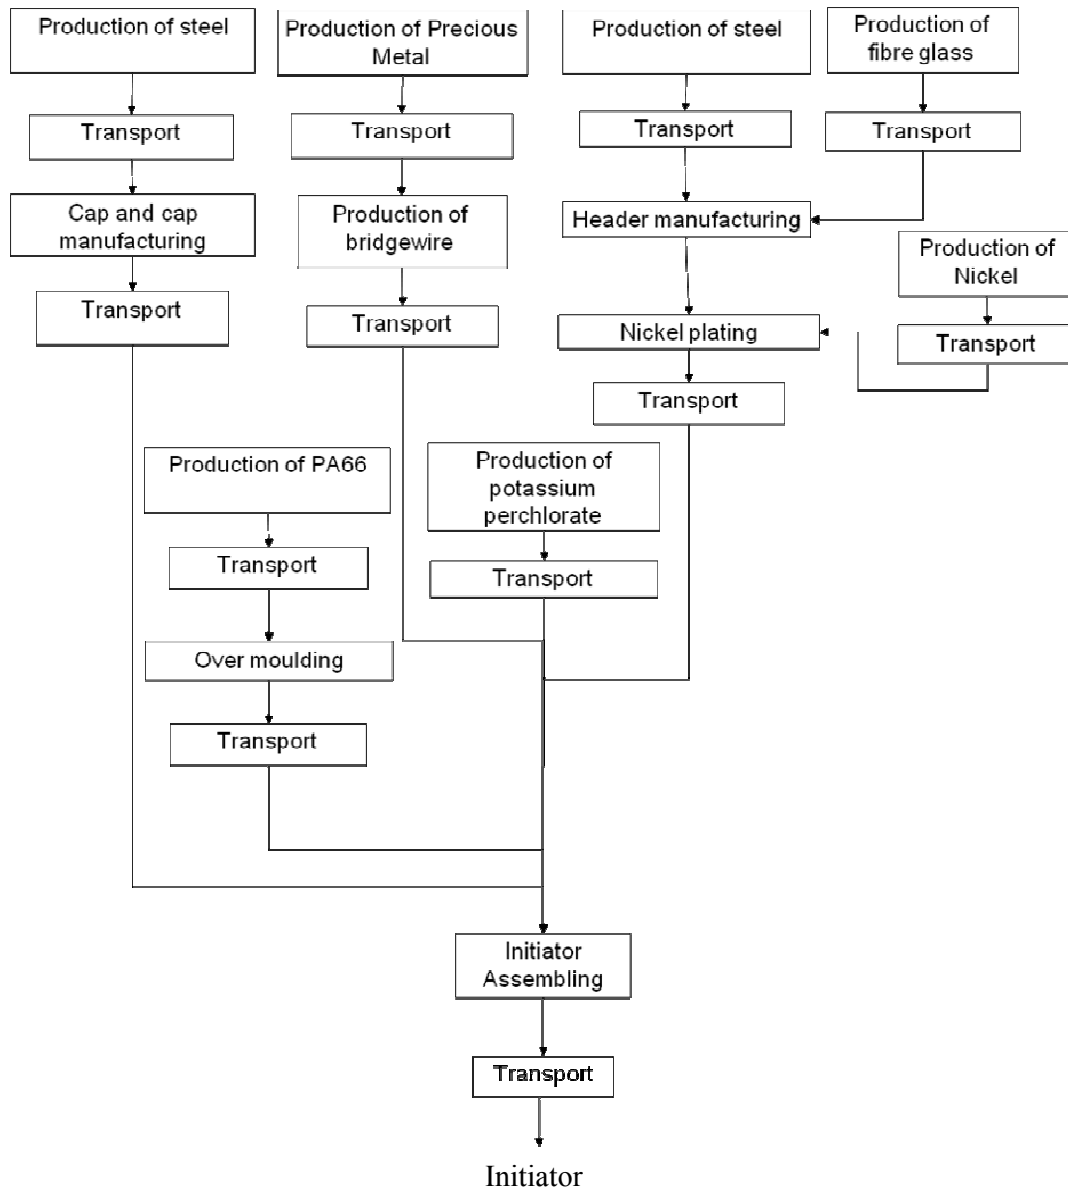 Production of steel
Production of Precious
Metal
Production of steel
Production of
fibre glass
Transport
Transport
Transport
Transport
Cap and cap
manufacturing
Production of
bridgewire
Header manufacturing
Production of
Nickel
Transport
Transport
Nickel plating
Transport
Transport
Production of PA66
Production of
potassium
perchlorate
Transport
Transport
Over moulding
Transport
Initiator
Assembling
Transport
Initiator